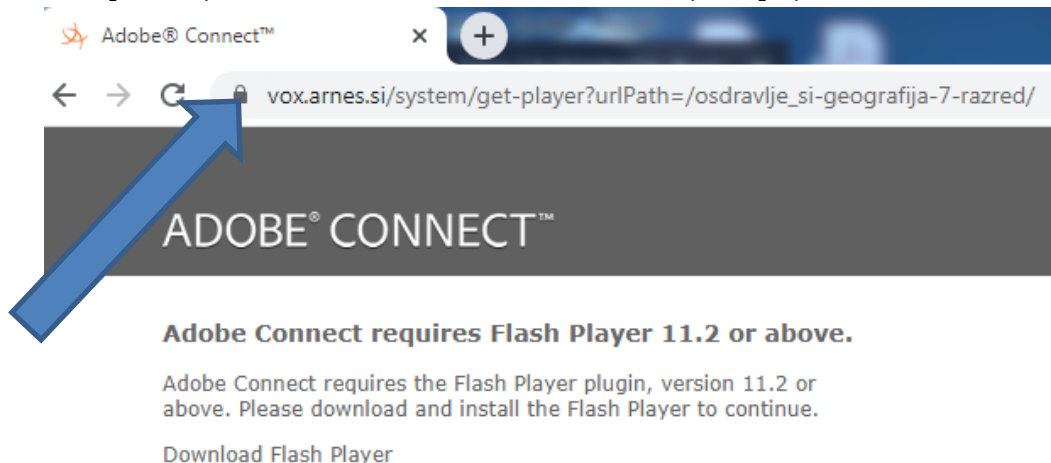 Adobe® Connect™
vox.arnes.si/system/get-player?urlPath=/osdravlje_si-geografija-7-razred/
ADOBE® CONNECT™
Adobe Connect requires Flash Player 11.2 or above.
Adobe Connect requires the Flash Player plugin, version 11.2 or
above. Please download and install the Flash Player to continue.
Download Flash Player